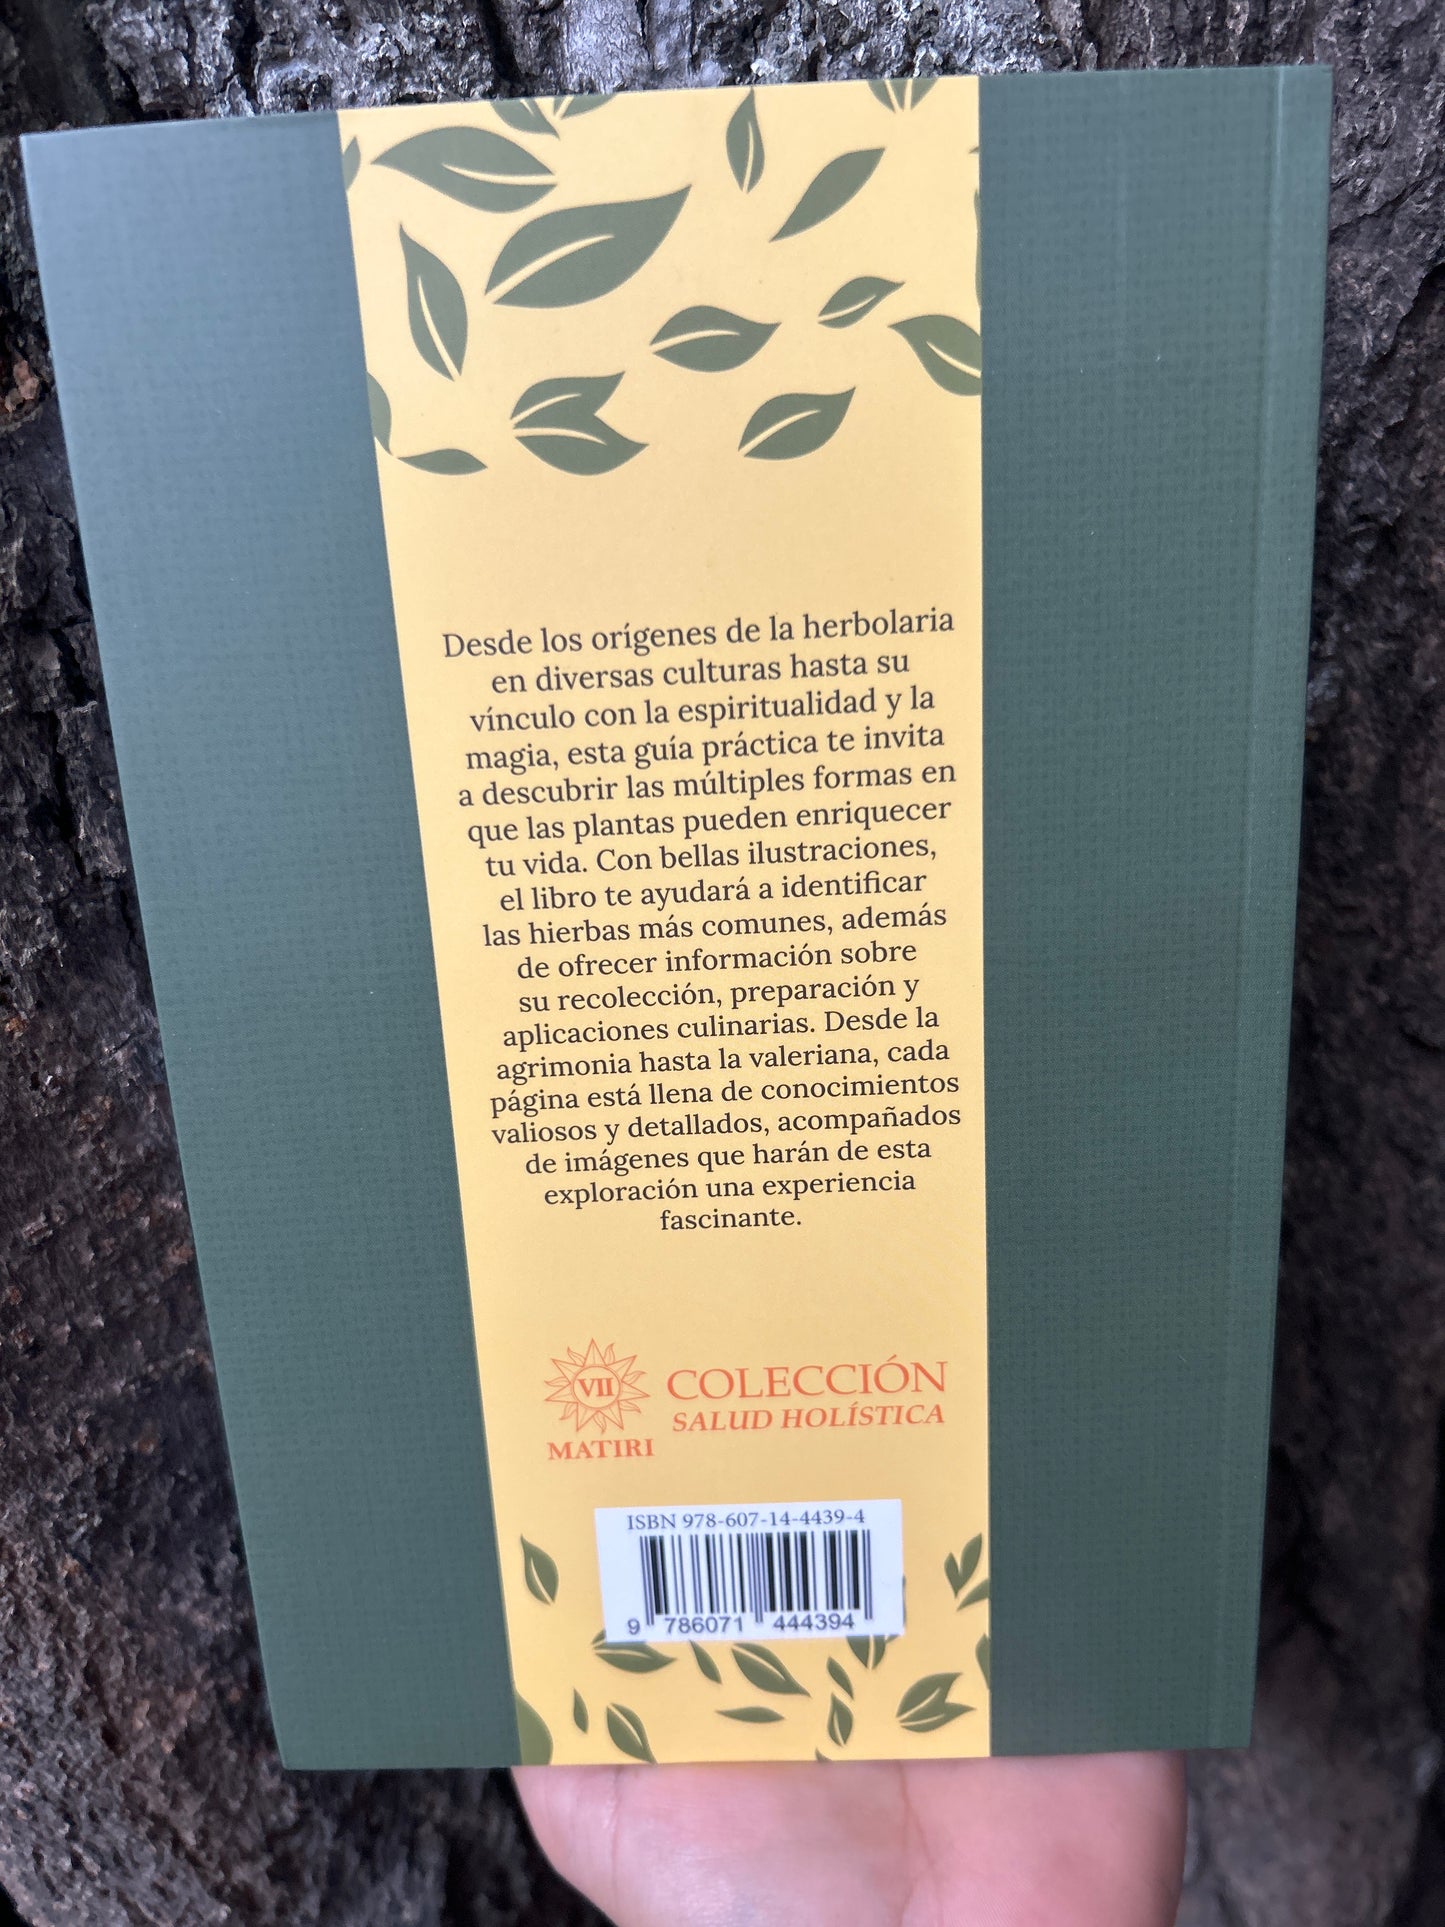 Desde los orígenes de la herbolaria
en diversas culturas hasta su
vínculo con la espiritualidad y la
magia, esta guía práctica te invita
a descubrir las múltiples formas en
que las plantas pueden enriquecer
tu vida. Con bellas ilustraciones,
el libro te ayudará a identificar
las hierbas más comunes, además
de ofrecer información sobre
su recolección, preparación y
aplicaciones culinarias. Desde la
agrimonia hasta la valeriana, cada
página está llena de conocimientos
valiosos y detallados, acompañados
de imágenes que harán de esta
exploración una experiencia
fascinante.
VII
MATIRI
COLECCIÓN
SALUD HOLÍSTICA
ISBN 978-607-14-4439-4
9 786071 444394